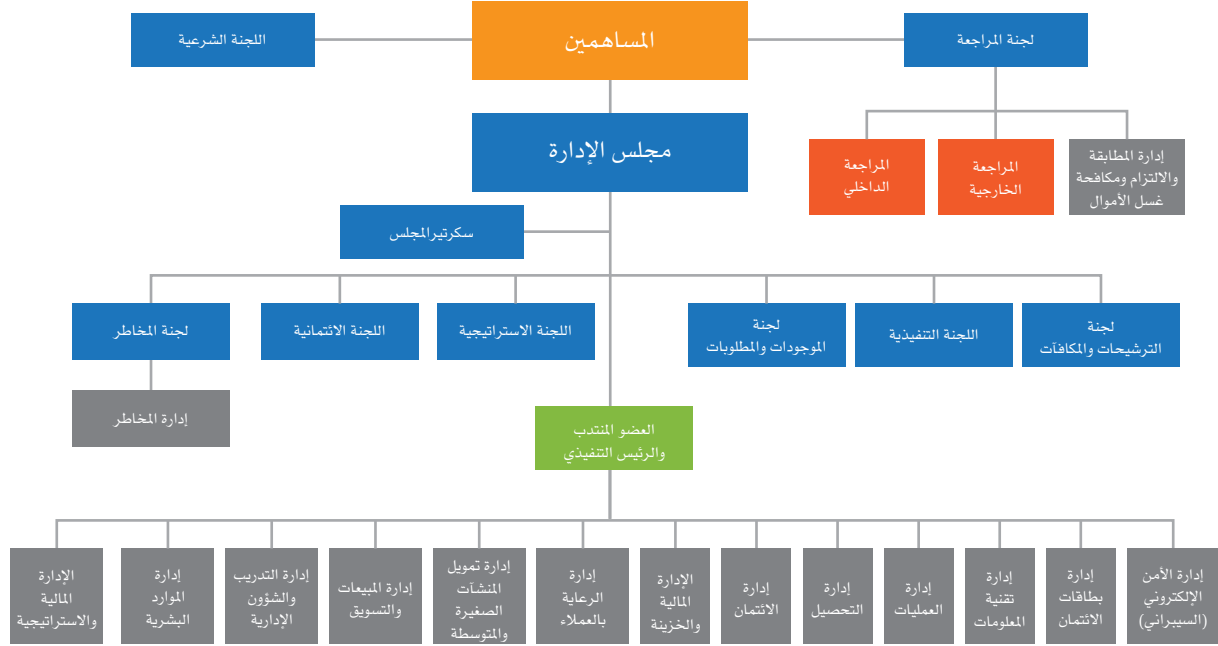 لجنة المراجعة
المساهمين
اللجنة الشرعية
مجلس الإدارة
إدارة المطابقة
والالتزام ومكافحة
غسل الأموال
المراجعة
الخارجية
المراجعة
الداخلي
سكرتير المجلس
لجنة
الترشيحات والمكافآت
اللجنة التنفيذية
لجنة
الموجودات والمطلوبات
اللجنة الاستراتيجية
اللجنة الائتمانية
لجنة المخاطر
إدارة المخاطر
العضو المنتدب
والرئيس التنفيذي
إدارة الأمن
الإلكتروني
(السيبراني)
إدارة
بطاقات
الائتمان
إدارة
تقنية
المعلومات
إدارة
العمليات
إدارة
التحصيل
إدارة
الائتمان
الإدارة
المالية
والخزينة
إدارة
الرعاية
بالعملاء
إدارة تمويل
المنشآت
الصغيرة
والمتوسطة
إدارة المبيعات
والتسويق
إدارة التدريب
والشؤون
الإدارية
إدارة
الموارد
البشرية
الإدارة
المالية
والاستراتيجية